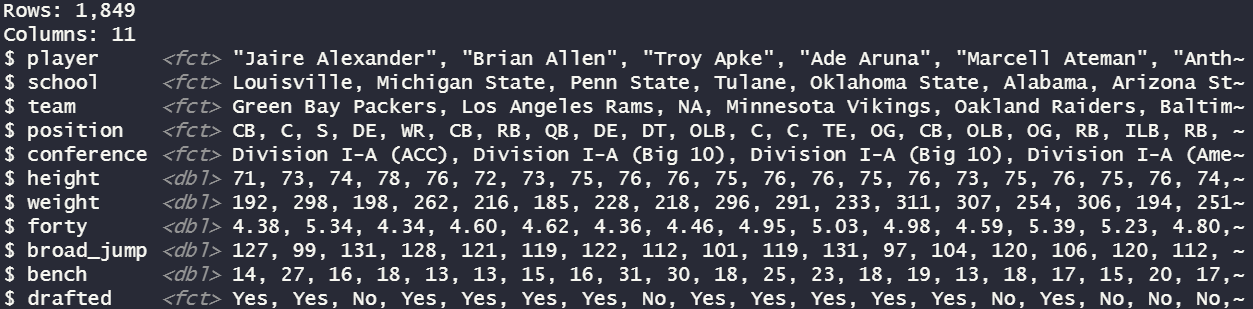 Rows: 1,849
Columns: 11
$ player <fct> "Jaire Alexander", "Brian Allen", "Troy Apke", "Ade Aruna", "Marcell Ateman", "Anth~
$ school <fct> Louisville, Michigan State, Penn State, Tulane, Oklahoma State, Alabama, Arizona St~
$ team <fct> Green Bay Packers, Los Angeles Rams, NA, Minnesota Vikings, Oakland Raiders, Baltim~
$ position <fct> CB, C, S, DE, WR, CB, RB, QB, DE, DT, OLB, C, C, TE, OG, CB, OLB, OG, RB, ILB, RB, ~
$ conference <fct> Division I-A (ACC), Division I-A (Big 10), Division I-A (Big 10), Division I-A (Ame~
$ height <dbl> 71, 73, 74, 78, 76, 72, 73, 75, 76, 76, 75, 76, 76, 75, 76, 73, 75, 76, 75, 76, 74,~
$ weight <dbl> 192, 298, 198, 262, 216, 185, 228, 218, 296, 291, 233, 311, 307, 254, 306, 194, 251~
$ forty <dbl> 4.38, 5.34, 4.34, 4.60, 4.62, 4.36, 4.46, 4.95, 5.03, 4.98, 4.59, 5.39, 5.23, 4.80,~
$ broad_jump <dbl> 127, 99, 131, 128, 121, 119, 122, 112, 101, 119, 131, 97, 104, 120, 106, 120, 112, ~
$ bench <dbl> 14, 27, 16, 18, 13, 13, 15, 16, 31, 30, 18, 25, 23, 18, 19, 13, 18, 17, 15, 20, 17,~
$ drafted <fct> Yes, Yes, No, Yes, Yes, Yes, Yes, No, Yes, Yes, Yes, Yes, Yes, No, Yes, No, No, No,~